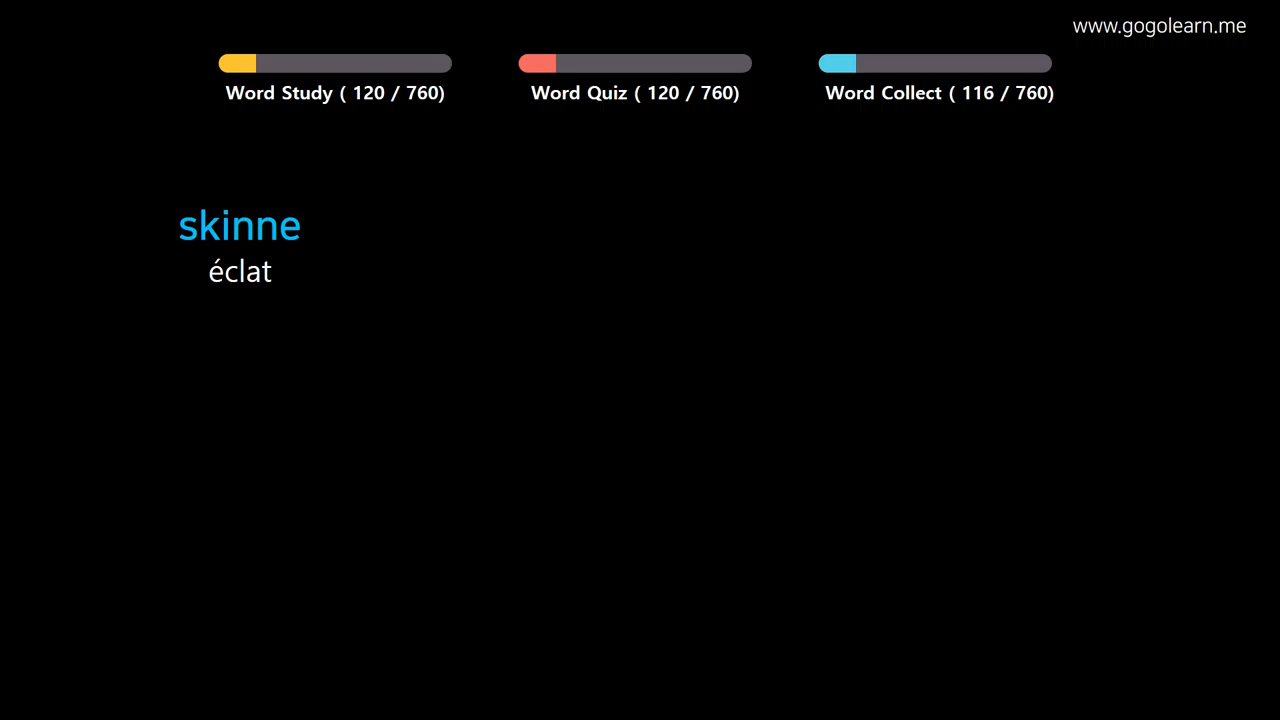 www.gogolearn.me
Word Study ( 120 / 760)
Word Quiz ( 120 / 760)
Word Collect ( 116 / 760)
skinne
éclat